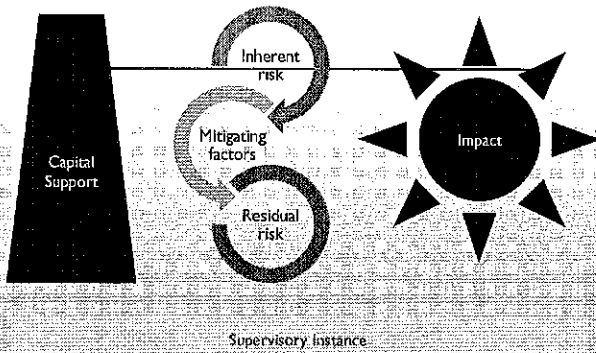 Inherent
risk
Mitigating
factors
Capital
Support
Impact
Residual
risk
Supervisory Instance